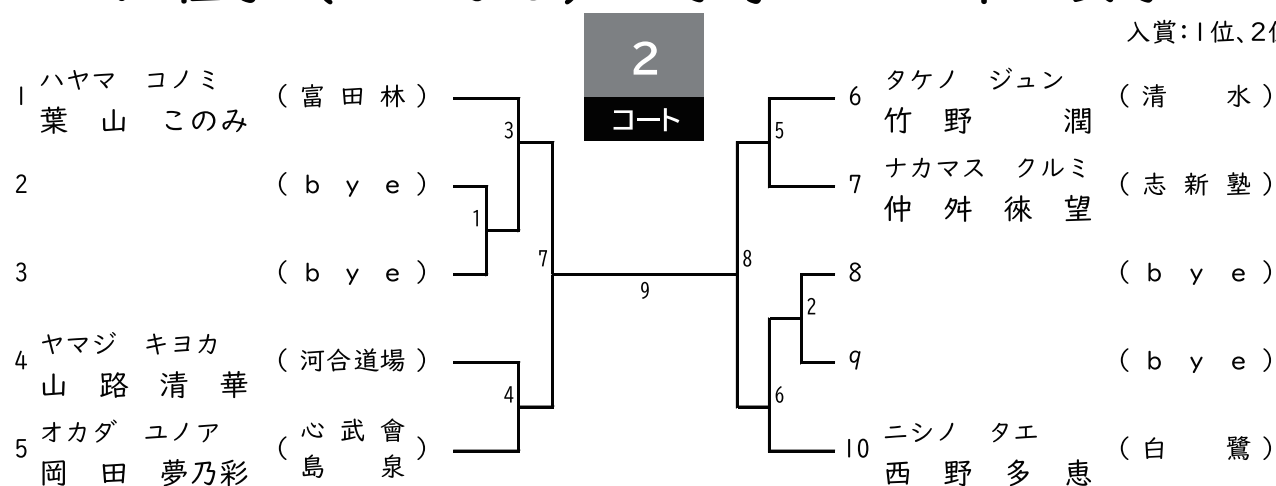 入賞:1位、2
2
コート
1 ハヤマ コノミ
葉山 このみ (富田林)
2 (bye)
3 (bye)
4 ヤマジ キヨカ
山路清華 (河合道場)
5 オカダ ユノア
岡田夢乃彩 (心武會島泉)
3
1
7
4
9
5
8
2
6
6 タケノ ジュン
竹野 潤 (清水)
7 ナカマス クルミ
仲舛徠望 (志新塾)
8 (bye)
9 (bye)
10 ニシノ タエ
西野多恵 (白鷺)